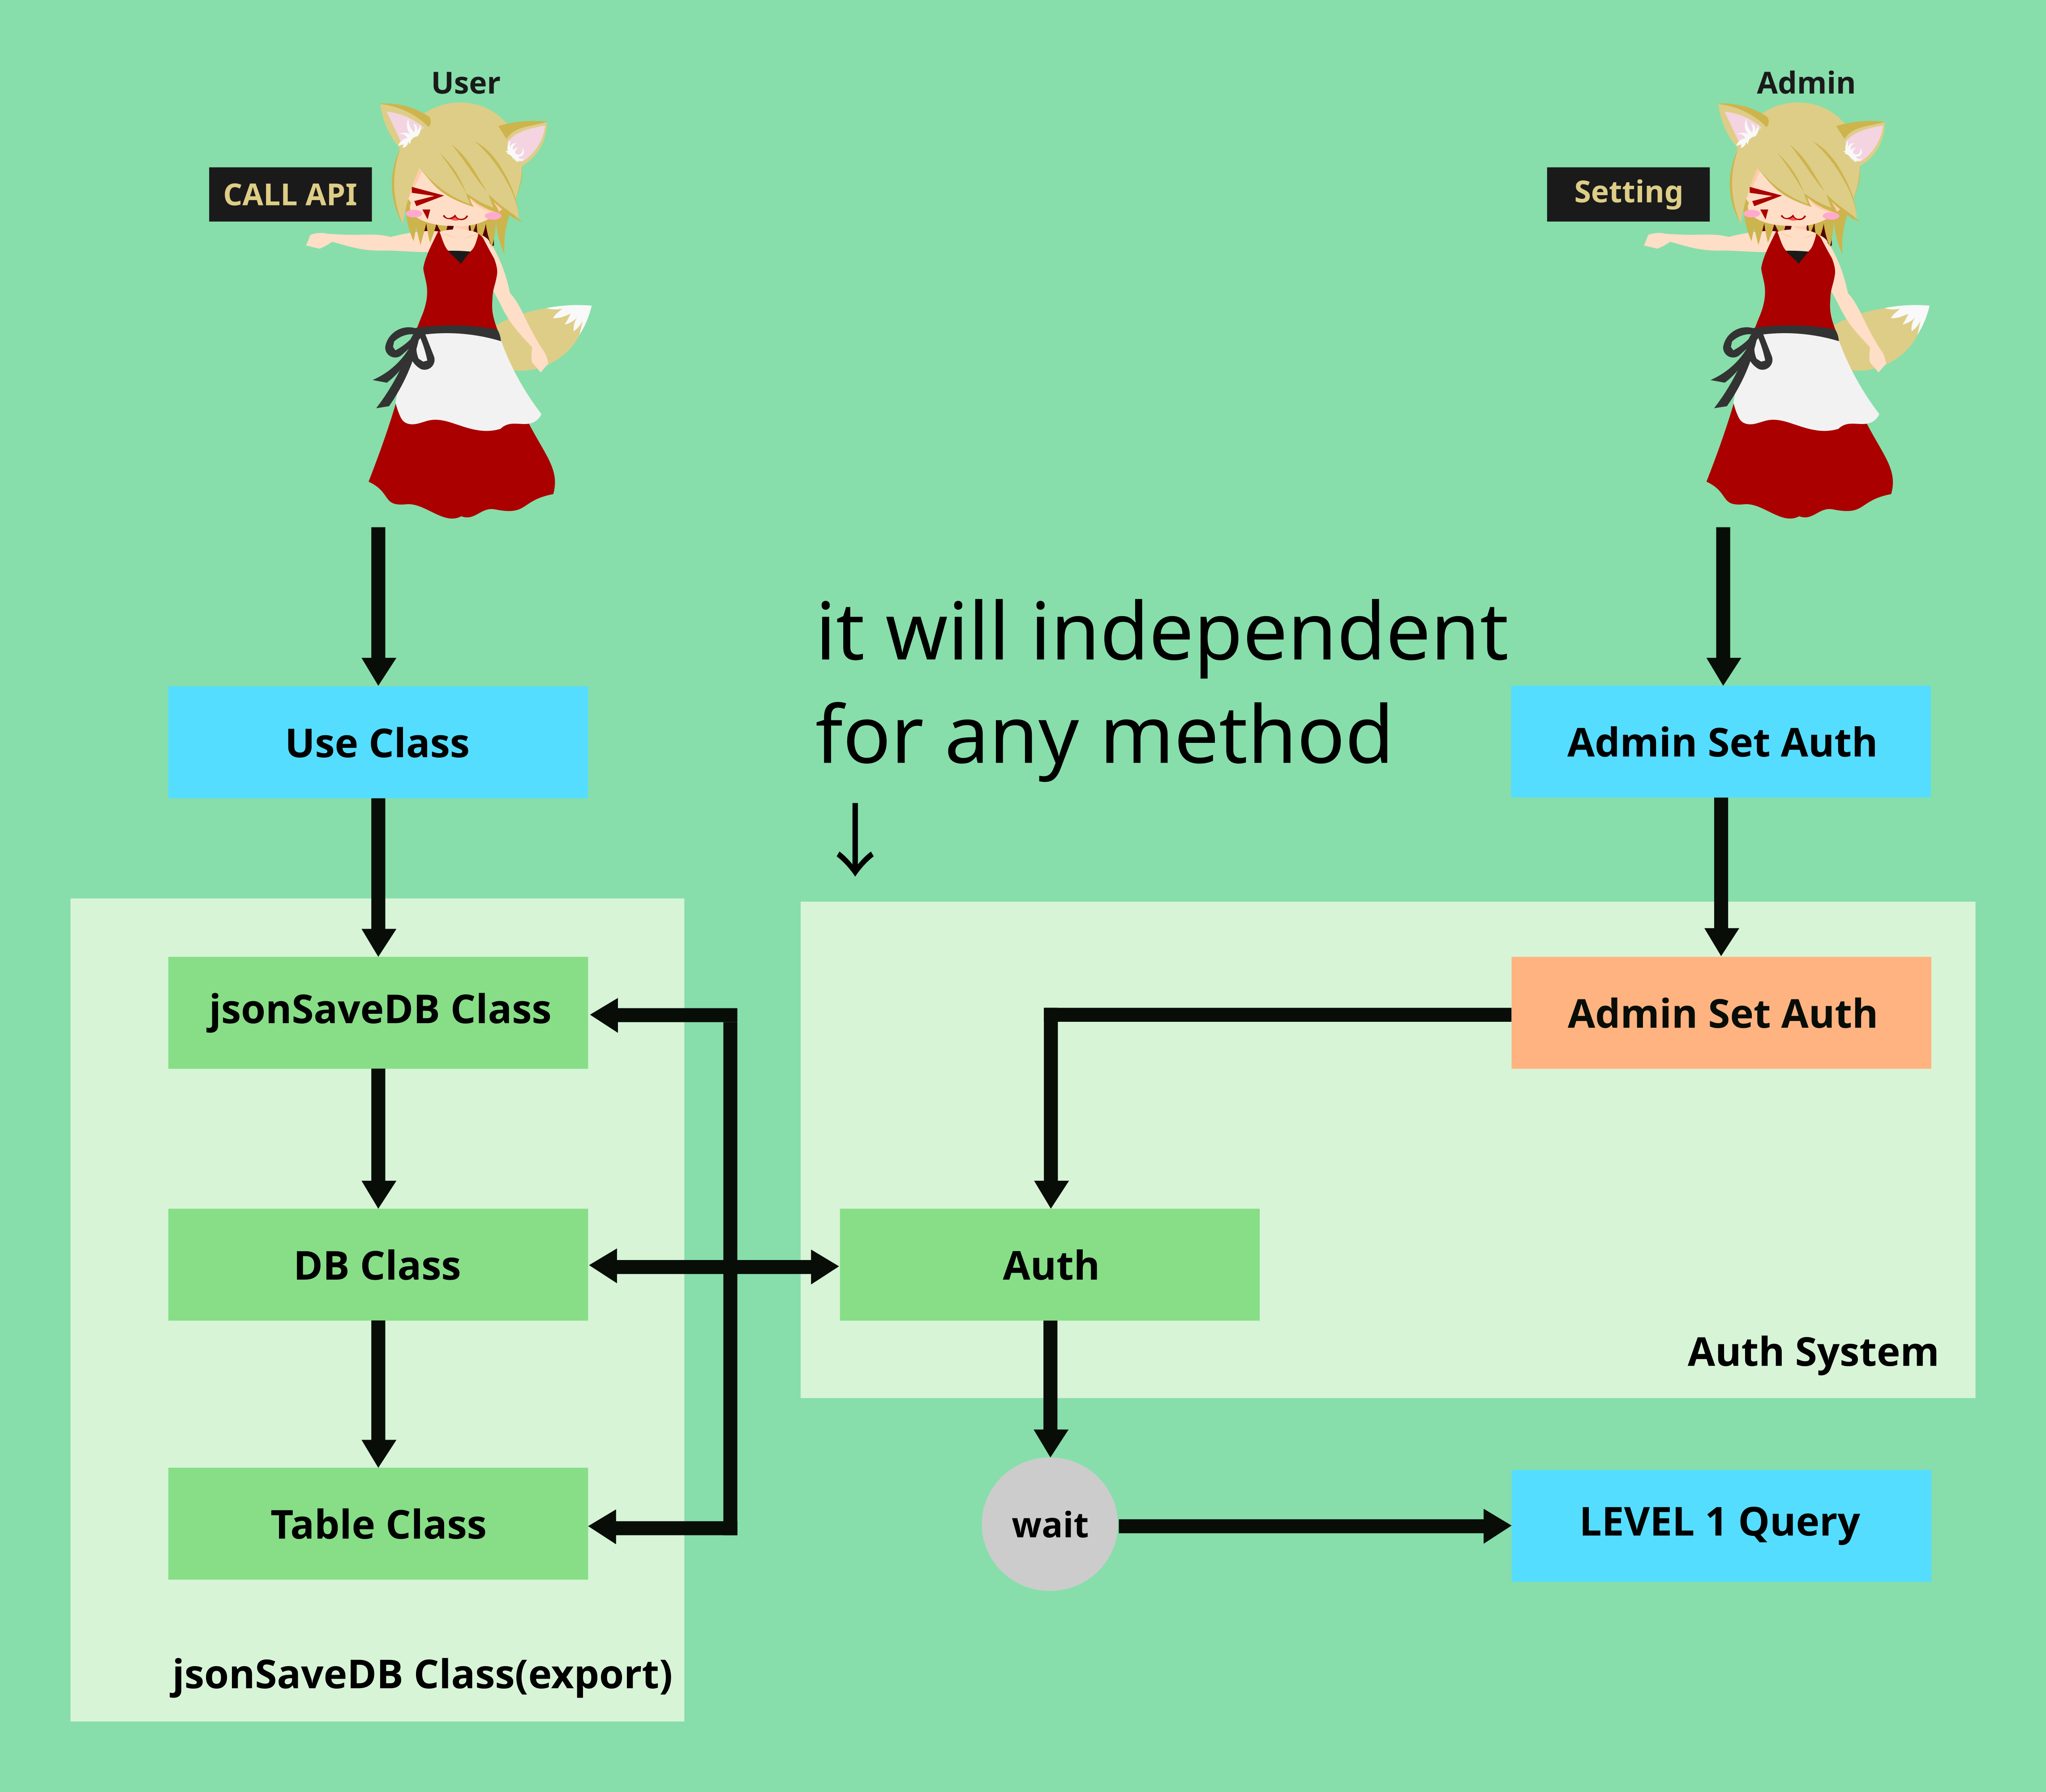 User
Admin
CALL API
Setting
it will independent
for any method
↓
Use Class
Admin Set Auth
jsonSaveDB Class
Admin Set Auth
DB Class
Auth
Auth System
Table Class
wait
LEVEL 1 Query
jsonSaveDB Class(export)